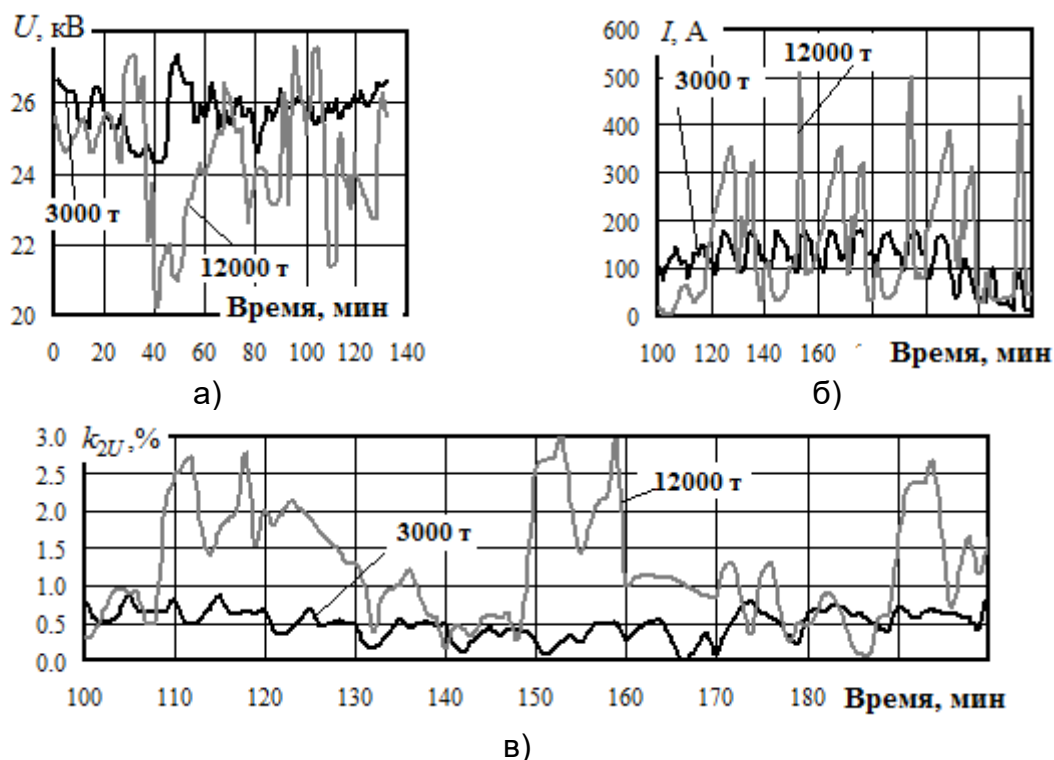 U, кВ
26
24
22
20
3000 т
12000 т
Время, мин
0 20 40 60 80 100 120 140
а)
I, А
600
500
400
300
200
100
0
12000 т
3000 т
100 120 140 160 Время, мин
б)
k2U,%
3.0
2.5
2.0
1.5
1.0
0.5
0.0
12000 т
3000 т
100 110 120 130 140 150 160 170 180 Время, мин
в)